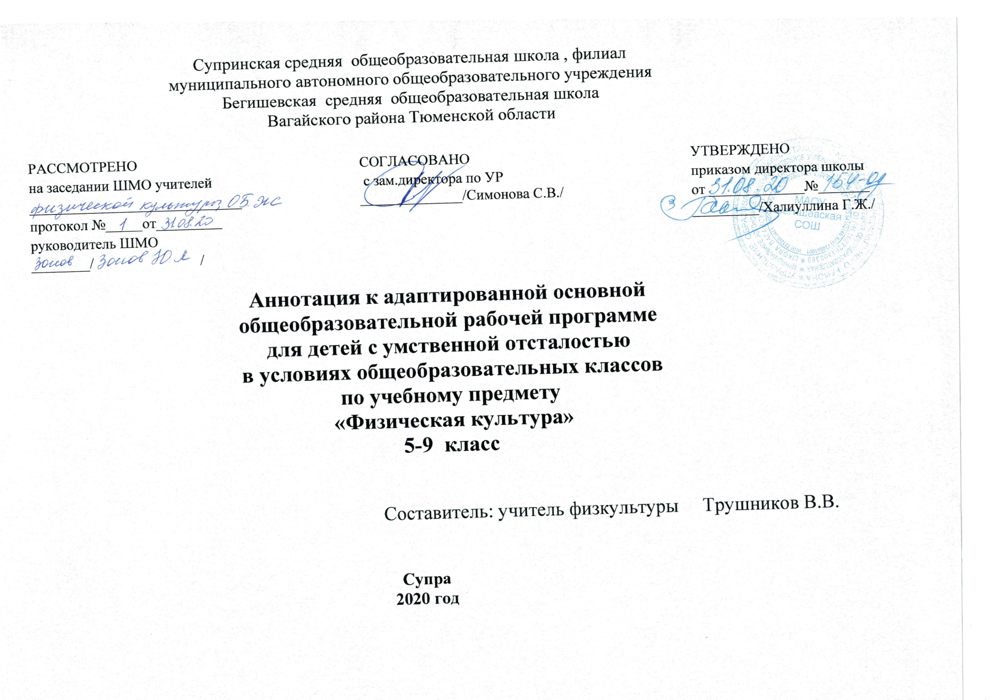 Супринская средняя  общеобразовательная школа , филиал
муниципального автономного общеобразовательного учреждения
Бегишевская  средняя  общеобразовательная школа
Вагайского района Тюменской области
РАССМОТРЕНО
на заседании ШМО учителей
физической культуры, ОБЖ
протокол № 1 от 31.08.20
руководитель ШМО
Зонов / Зонов Ю.М /
СОГЛАСОВАНО
с зам.директора по УР
/Симонова С.В./
УТВЕРЖДЕНО
приказом директора школы
от 31.08 20 № 154-од
/Халиуллина Г.Ж./
МАОУ
Бегишевская
СОШ
Аннотация к адаптированной основной
общеобразовательной рабочей программе
для детей с умственной отсталостью
в условиях общеобразовательных классов
по учебному предмету
«Физическая культура»
5-9  класс
Составитель: учитель физкультуры     Трушников В.В.
Супра
2020 год